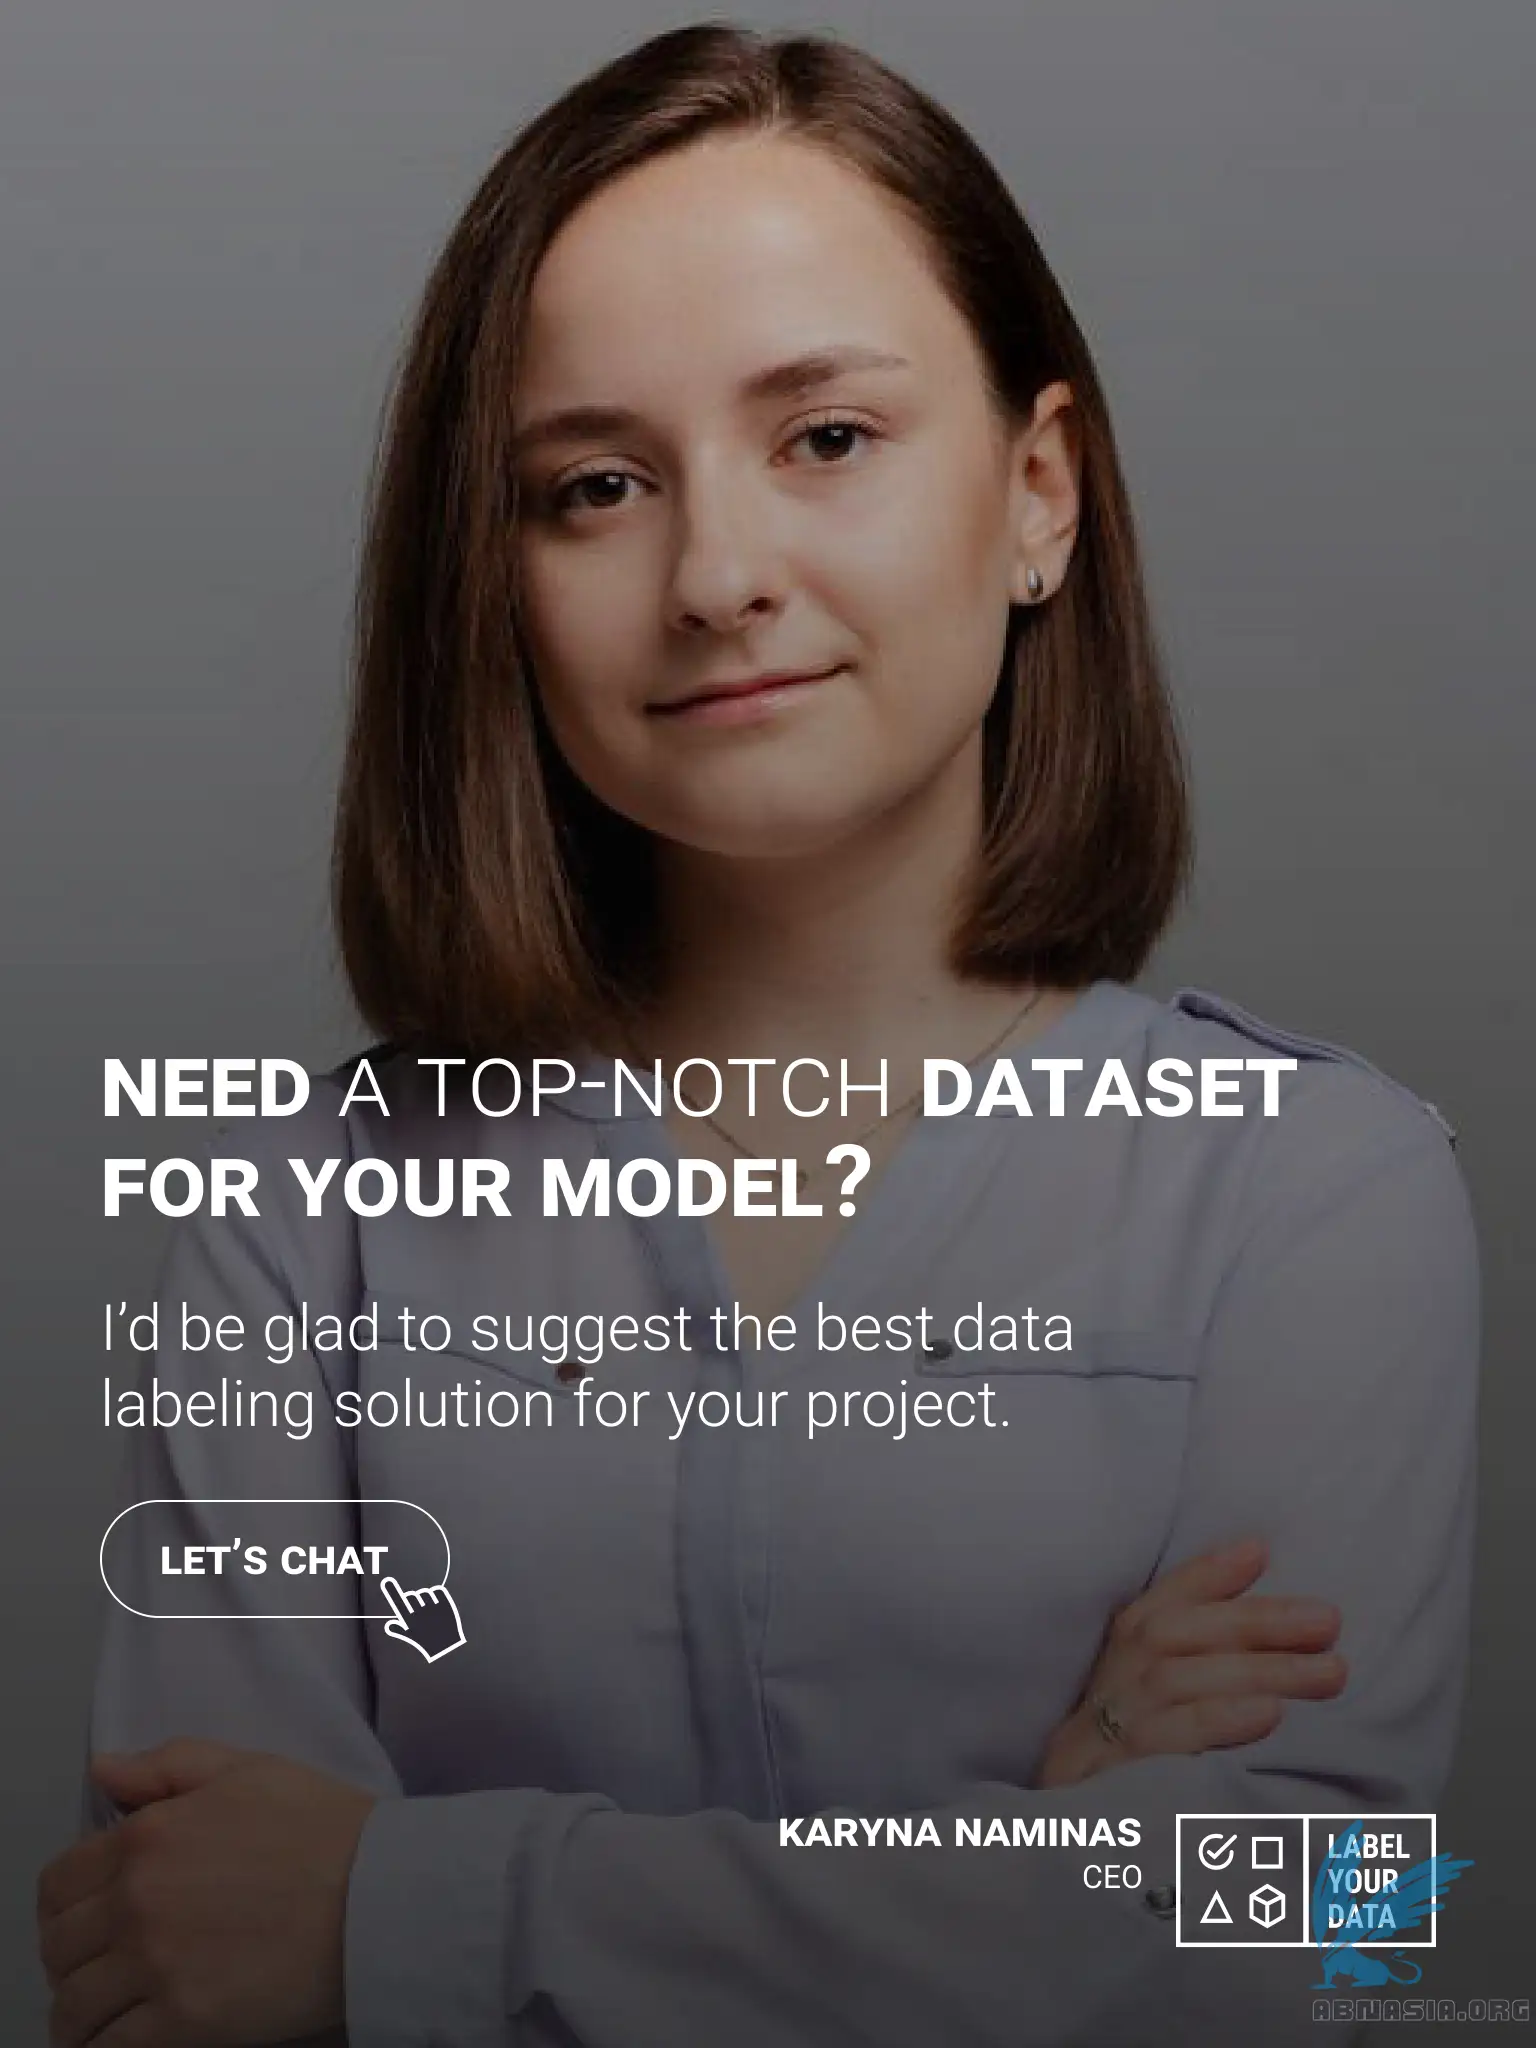 NEED A TOP-NOTCH DATASET
FOR YOUR MODEL?
I’d be glad to suggest the best data
labeling solution for your project.
LET’S CHAT
KARYNA NAMINAS
CEO
LABEL
YOUR
DATA
ABNASIA.ORG